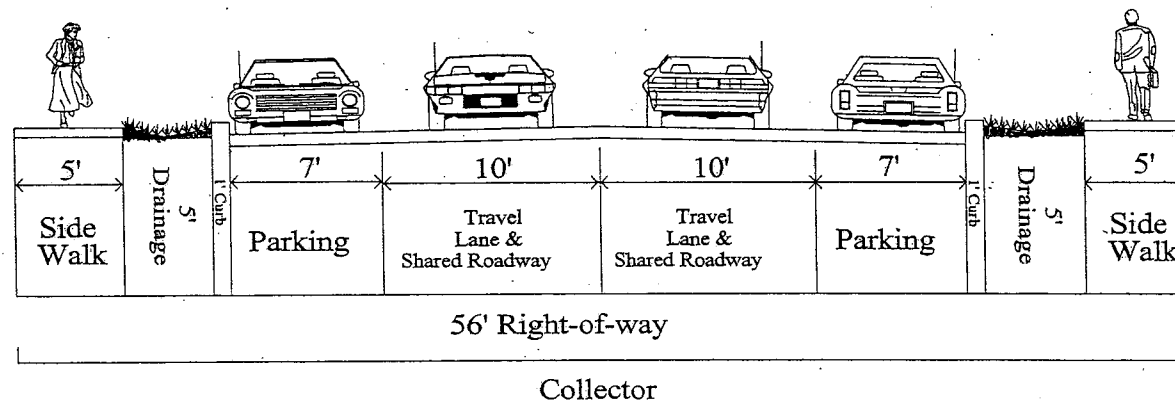 5'
7'
10'
10'
7'
5'
Side
Walk
Drainage
5'
1' Curb
Parking
Travel
Lane &
Shared Roadway
Travel
Lane &
Shared Roadway
Parking
1' Curb
Drainage
5'
Side
Walk
56' Right-of-way
Collector